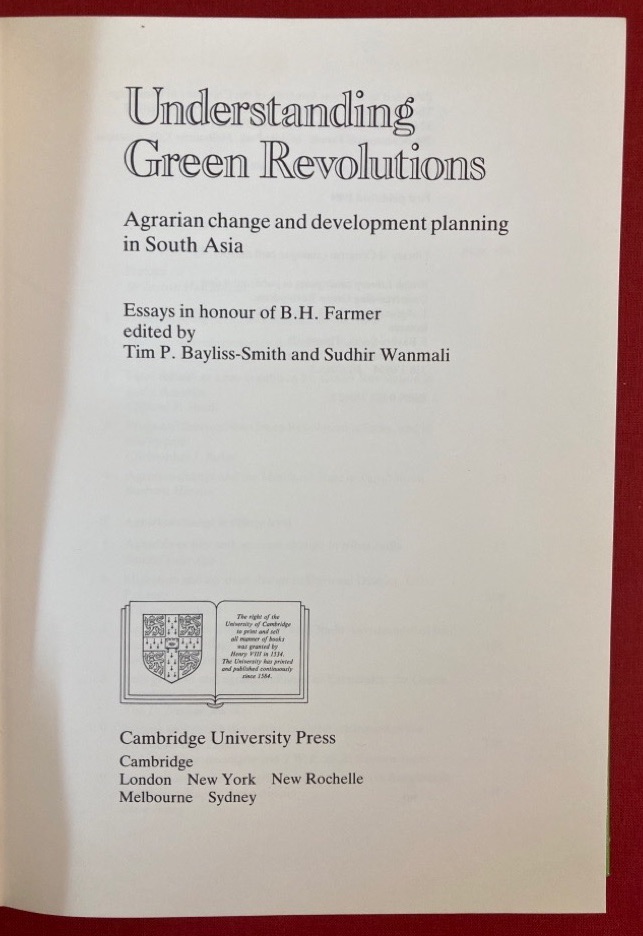 Understanding
Green Revolutions
Agrarian change and development planning
in South Asia
Essays in honour of B.H. Farmer
edited by
Tim P. Bayliss-Smith and Sudhir Wanmali
The right of the
University of Cambridge
to print and sell
all manner of books
was granted by
Henry VIII in 1534.
The University has printed
and published continuously
since 1584.
Cambridge University Press
Cambridge
London New York New Rochelle
Melbourne Sydney